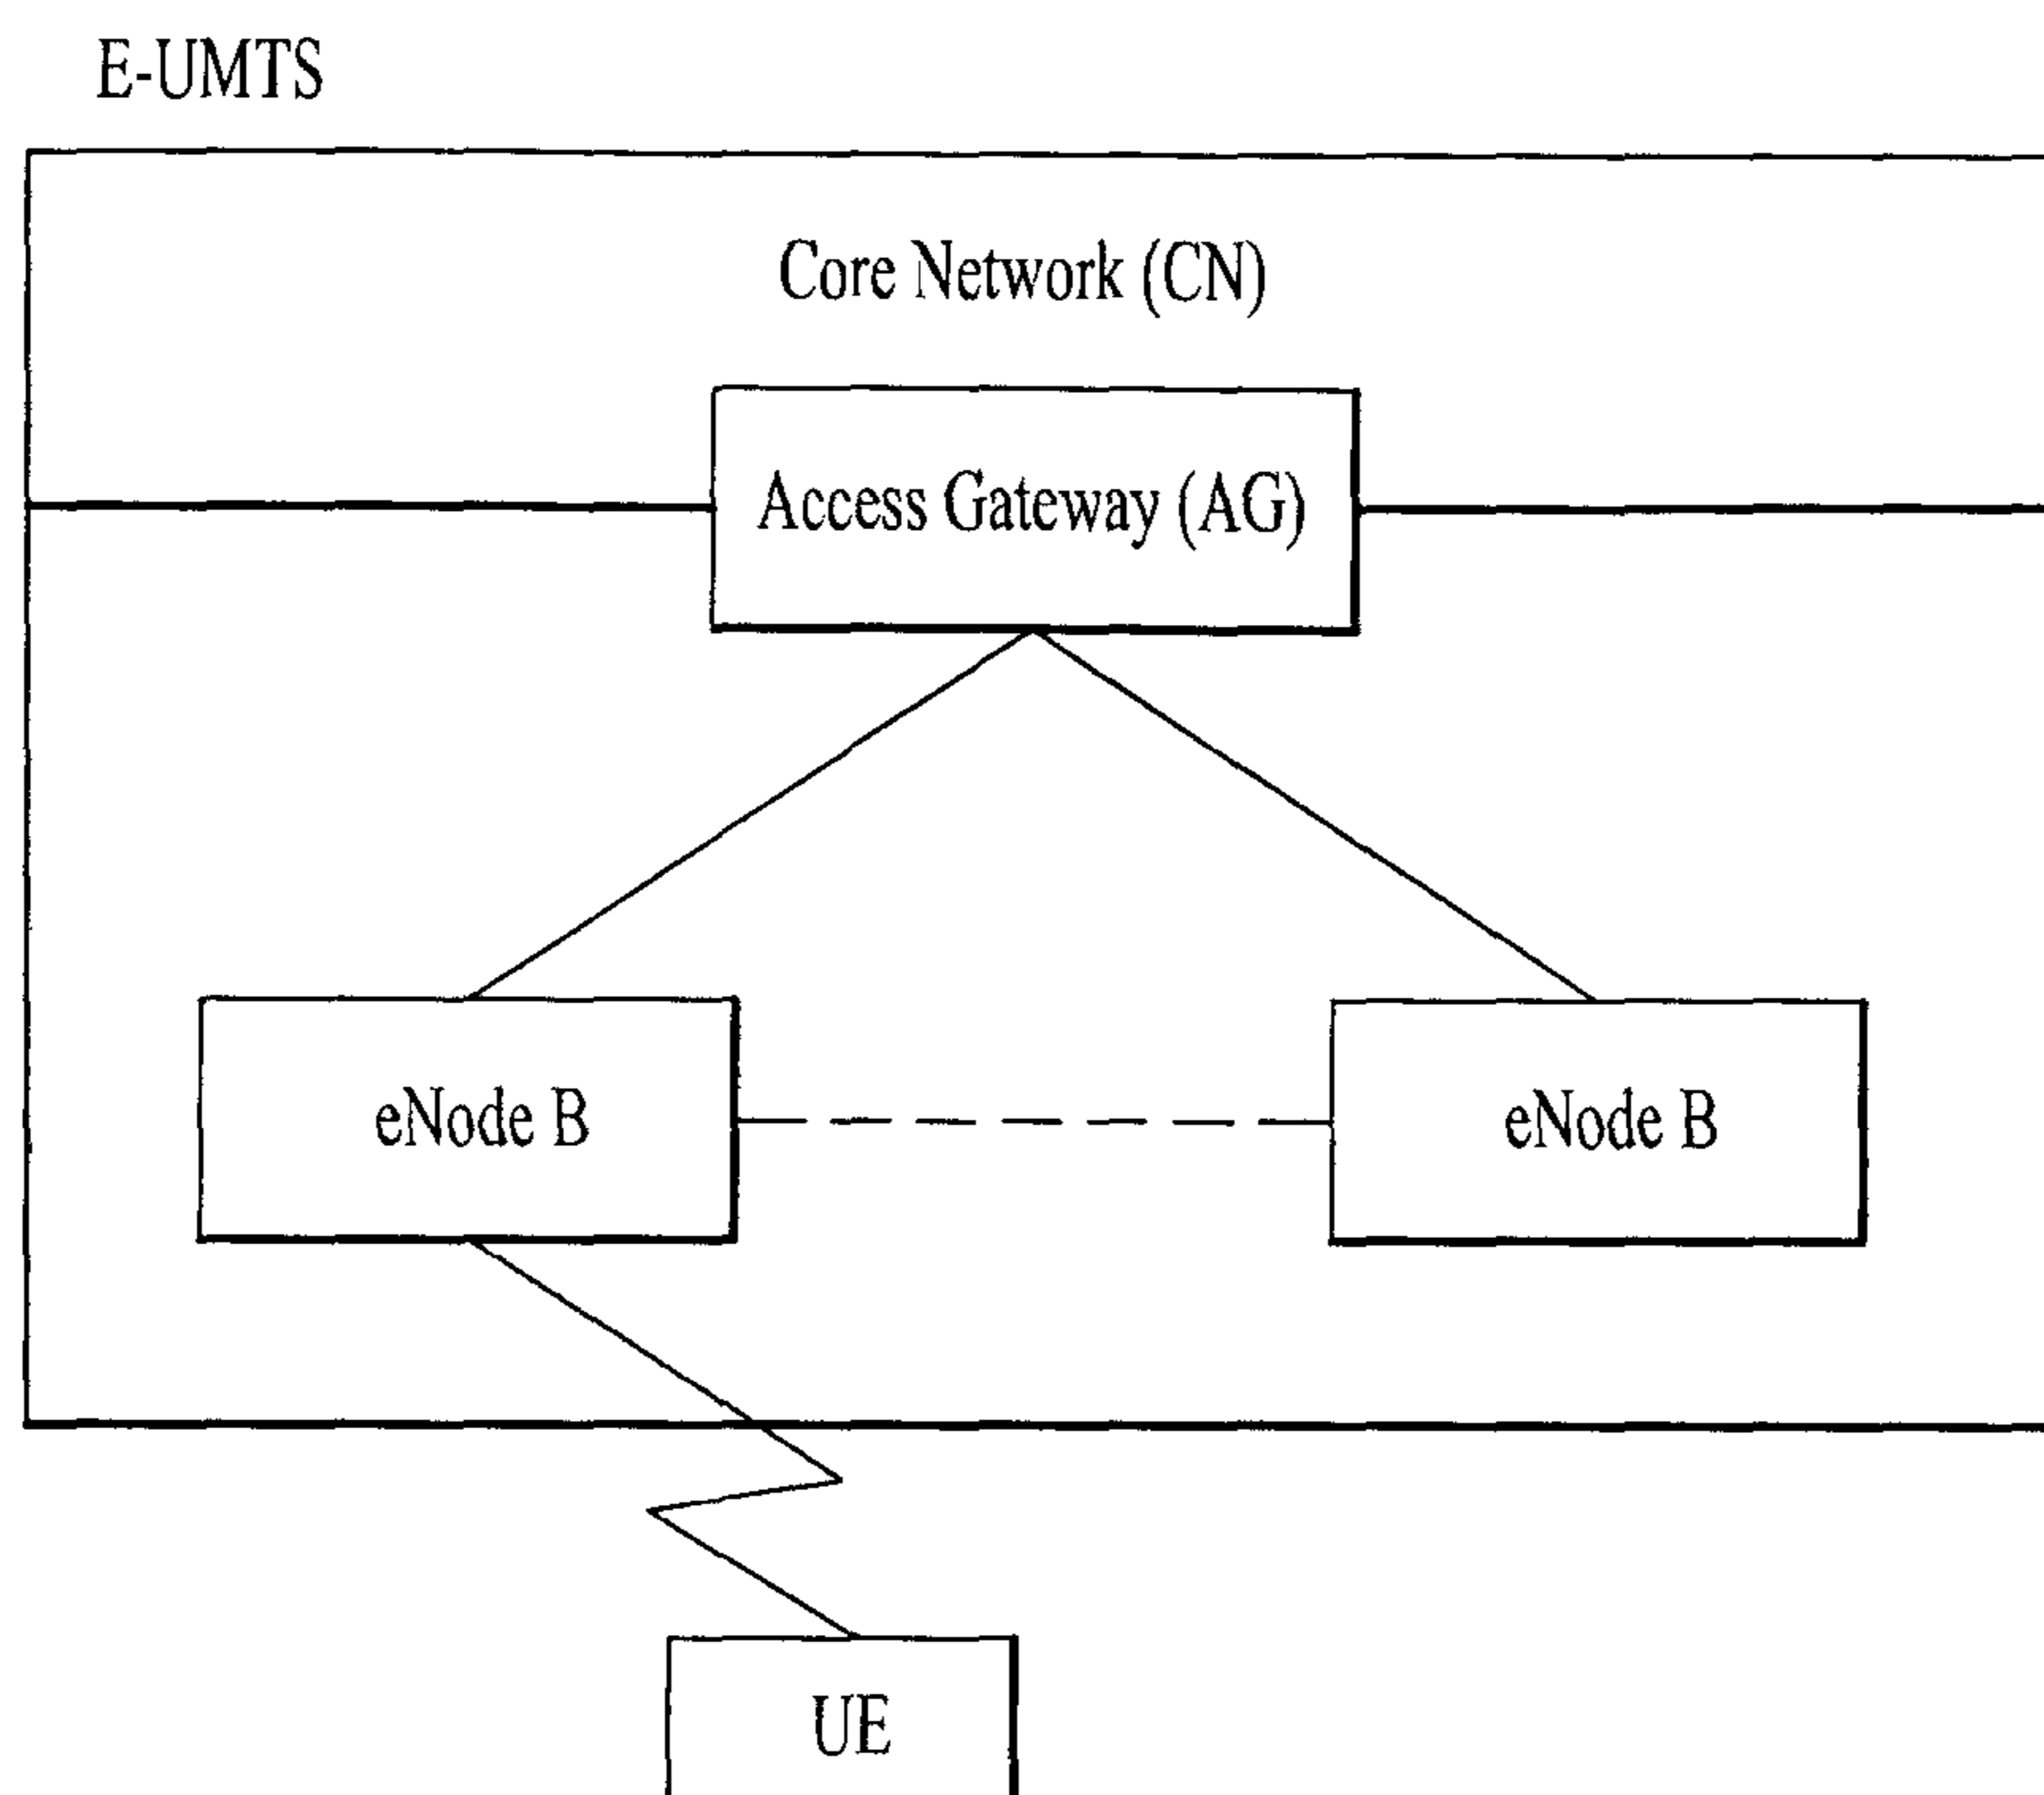 E-UMTS
Core Network (CN)
Access Gateway (AG)
eNode B
eNode B
UE